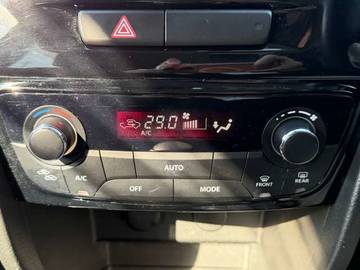 29.0
A/C
AUTO
A/C
OFF
MODE
FRONT
REAR